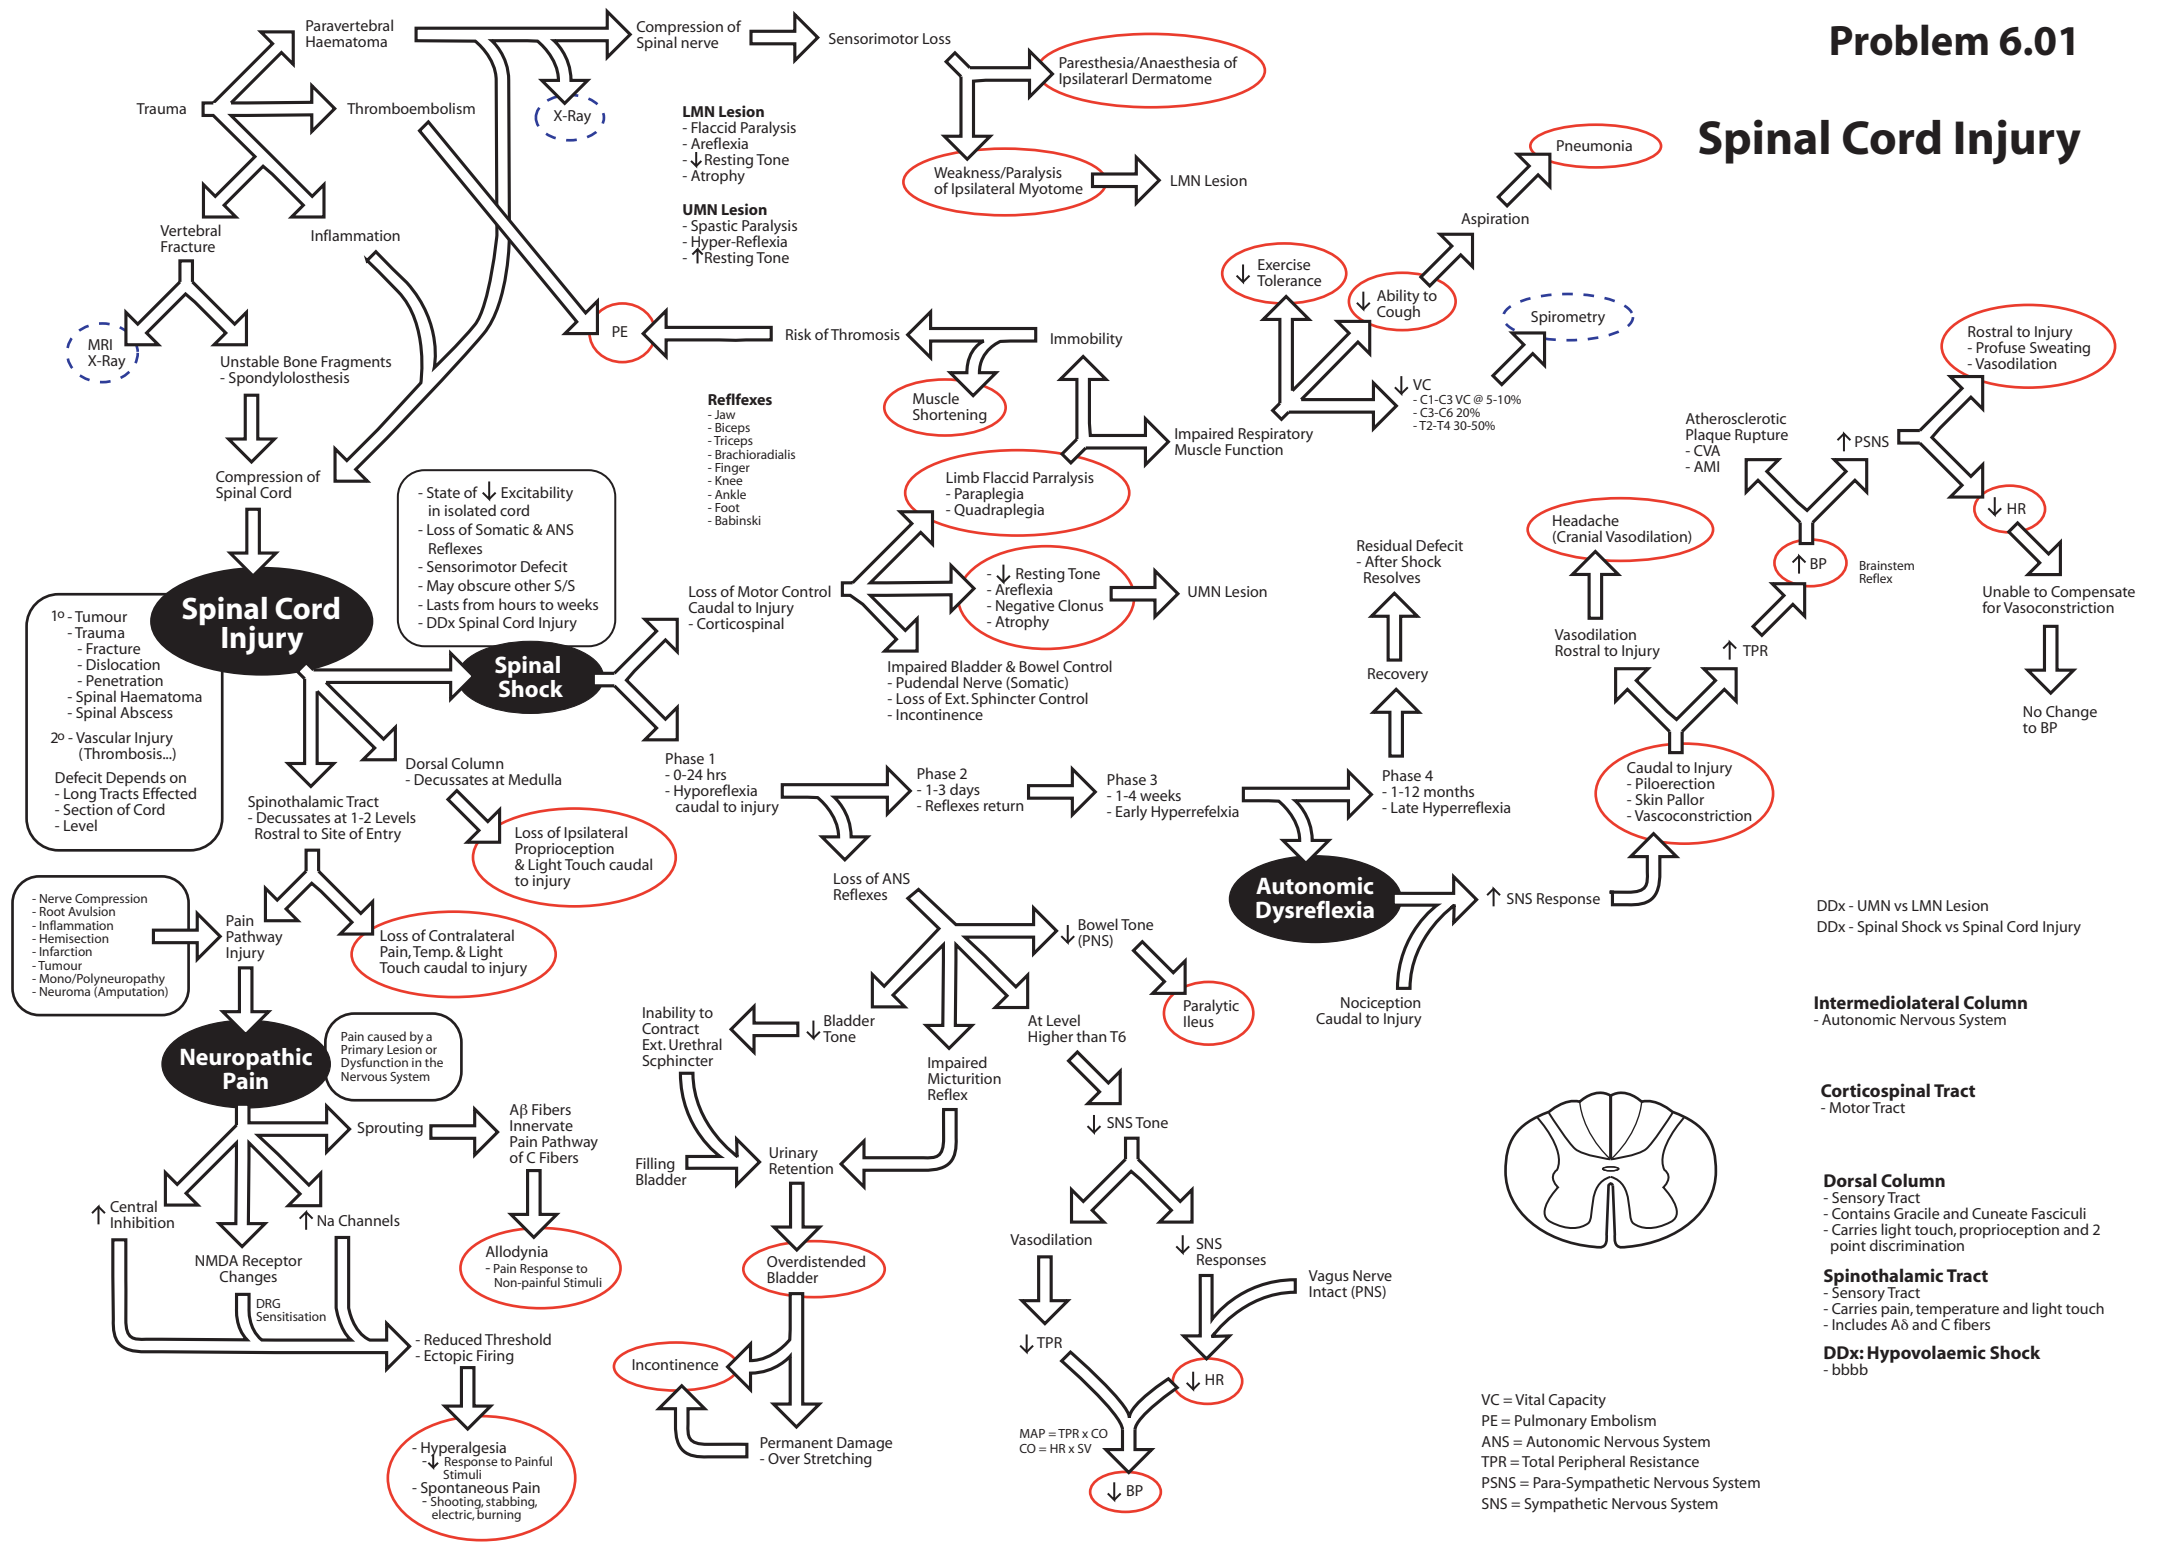 Problem 6.01
Spinal Cord Injury
Trauma
Paravertebral
Haematoma
Thromboembolism
Vertebral
Fracture
Inflammation
MRI
X-Ray
Unstable Bone Fragments
- Spondylolosthesis
Compression of
Spinal Cord
Compression of
Spinal nerve
X-Ray
Sensorimotor Loss
Paresthesia/Anaesthesia of
Ipsilaterarl Dermatome
Weakness/Paralysis
of Ipsilateral Myotome
LMN Lesion
LMN Lesion
- Flaccid Paralysis
- Areflexia
- ↓ Resting Tone
- Atrophy
UMN Lesion
- Spastic Paralysis
- Hyper-Reflexia
- ↑ Resting Tone
PE
Risk of Thromosis
Immobility
Muscle
Shortening
Reflfexes
- Jaw
- Biceps
- Triceps
- Brachioradialis
- Finger
- Knee
- Ankle
- Foot
- Babinski
Impaired Respiratory
Muscle Function
↓ Exercise
Tolerance
↓ Ability to
Cough
Aspiration
Pneumonia
↓ VC
- C1-C3 VC @ 5-10%
- C3-C6 20%
- T2-T4 30-50%
Spirometry
Limb Flaccid Parralysis
- Paraplegia
- Quadraplegia
- ↓ Resting Tone
- Areflexia
- Negative Clonus
- Atrophy
UMN Lesion
Loss of Motor Control
Caudal to Injury
- Corticospinal
Impaired Bladder & Bowel Control
- Pudendal Nerve (Somatic)
- Loss of Ext. Sphincter Control
- Incontinence
- State of ↓ Excitability
in isolated cord
- Loss of Somatic & ANS
Reflexes
- Sensorimotor Defecit
- May obscure other S/S
- Lasts from hours to weeks
- DDx Spinal Cord Injury
Spinal
Shock
Spinal Cord
Injury
1º - Tumour
- Trauma
- Fracture
- Dislocation
- Penetration
- Spinal Haematoma
- Spinal Abscess
2º - Vascular Injury
(Thrombosis...)
Defecit Depends on
- Long Tracts Effected
- Section of Cord
- Level
Dorsal Column
- Decussates at Medulla
Loss of Ipsilateral
Proprioception
& Light Touch caudal
to injury
Spinothalamic Tract
- Decussates at 1-2 Levels
Rostral to Site of Entry
Loss of Contralateral
Pain, Temp. & Light
Touch caudal to injury
- Nerve Compression
- Root Avulsion
- Inflammation
- Hemisection
- Infarction
- Tumour
- Mono/Polyneuropathy
- Neuroma (Amputation)
Pain
Pathway
Injury
Neuropathic
Pain
Pain caused by a
Primary Lesion or
Dysfunction in the
Nervous System
Sprouting
Aβ Fibers
Innervate
Pain Pathway
of C Fibers
Allodynia
- Pain Response to
Non-painful Stimuli
↑ Central
Inhibition
NMDA Receptor
Changes
↑ Na Channels
DRG
Sensitisation
- Reduced Threshold
- Ectopic Firing
- Hyperalgesia
- ↓ Response to Painful
Stimuli
- Spontaneous Pain
- Shooting, stabbing,
electric, burning
Phase 1
- 0-24 hrs
- Hyporeflexia
caudal to injury
Phase 2
- 1-3 days
- Reflexes return
Phase 3
- 1-4 weeks
- Early Hyperrefelxia
Phase 4
- 1-12 months
- Late Hyperreflexia
Recovery
Residual Defecit
- After Shock
Resolves
Loss of ANS
Reflexes
↓ Bowel Tone
(PNS)
Paralytic
Ileus
At Level
Higher than T6
Impaired
Micturition
Reflex
↓ Bladder
Tone
Inability to
Contract
Ext. Urethral
Scphincter
Filling
Bladder
Urinary
Retention
Overdistended
Bladder
Incontinence
Permanent Damage
- Over Stretching
↓ SNS Tone
Vasodilation
↓ SNS
Responses
Vagus Nerve
Intact (PNS)
↓ TPR
↓ HR
MAP = TPR x CO
CO = HR x SV
↓ BP
Autonomic
Dysreflexia
Nociception
Caudal to Injury
↑ SNS Response
Caudal to Injury
- Piloerection
- Skin Pallor
- Vascoconstriction
Vasodilation
Rostral to Injury
Headache
(Cranial Vasodilation)
↑ TPR
↑ BP
Brainstem
Reflex
Atherosclerotic
Plaque Rupture
- CVA
- AMI
↑ PSNS
Rostral to Injury
- Profuse Sweating
- Vasodilation
↓ HR
Unable to Compensate
for Vasoconstriction
No Change
to BP
DDx - UMN vs LMN Lesion
DDx - Spinal Shock vs Spinal Cord Injury
Intermediolateral Column
- Autonomic Nervous System
Corticospinal Tract
- Motor Tract
Dorsal Column
- Sensory Tract
- Contains Gracile and Cuneate Fasciculi
- Carries light touch, proprioception and 2
point discrimination
Spinothalamic Tract
- Sensory Tract
- Carries pain, temperature and light touch
- Includes Aδ and C fibers
DDx: Hypovolaemic Shock
- bbbb
VC = Vital Capacity
PE = Pulmonary Embolism
ANS = Autonomic Nervous System
TPR = Total Peripheral Resistance
PSNS = Para-Sympathetic Nervous System
SNS = Sympathetic Nervous System